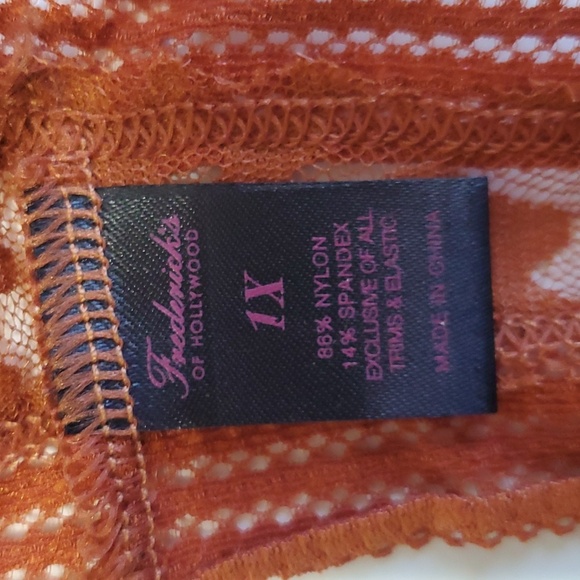 Frederick's
OF HOLLYWOOD
1X
86% NYLON
14% SPANDEX
EXCLUSIVE OF ALL
TRIMS & ELASTIC
MADE IN CHINA